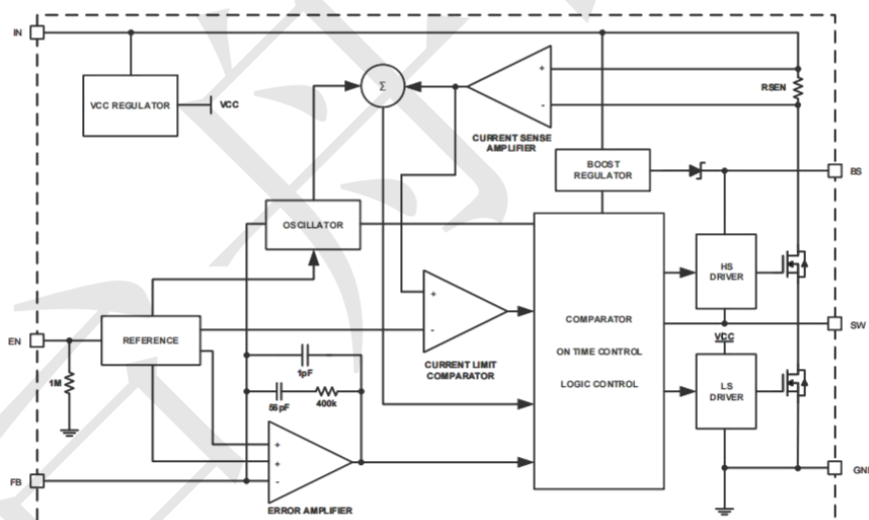 IN
VCC REGULATOR
VCC
Σ
+
-
CURRENT SENSE
AMPLIFIER
RSEN
BOOST
REGULATOR
BS
OSCILLATOR
HS
DRIVER
+
-
CURRENT LIMIT
COMPARATOR
COMPARATOR
ON TIME CONTROL
LOGIC CONTROL
SW
EN
REFERENCE
1M
1pF
56pF
400k
VCC
LS
DRIVER
+
+
-
ERROR AMPLIFIER
FB
GND